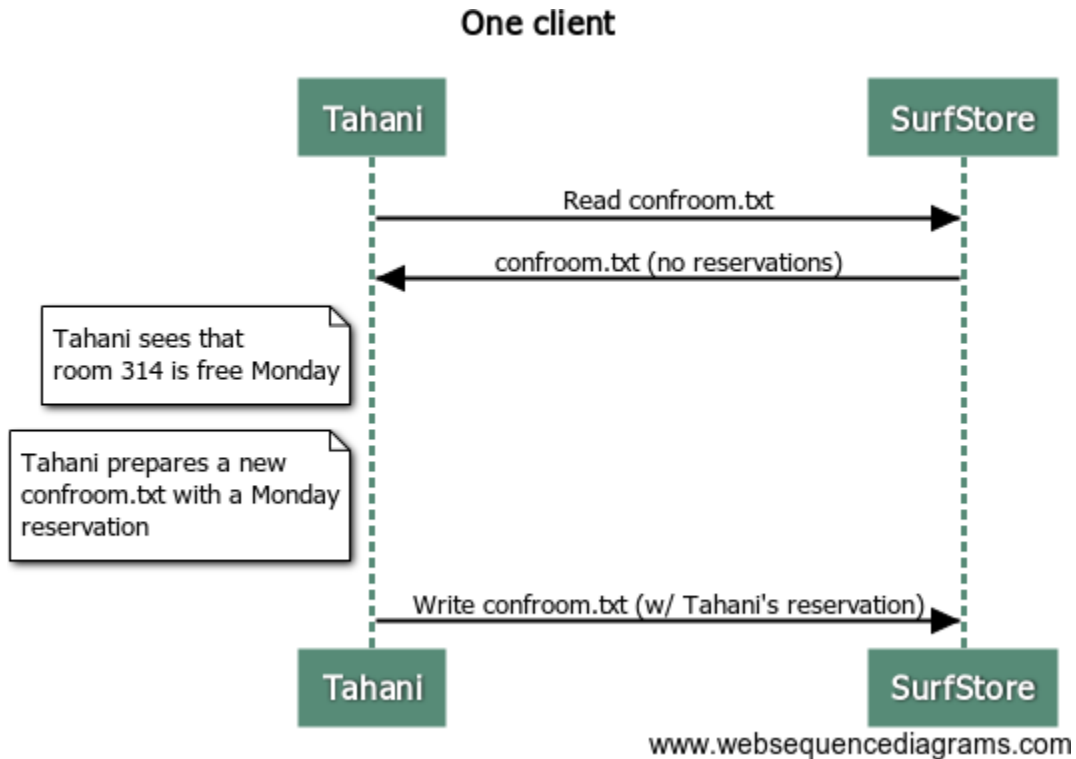 One client
Tahani
SurfStore
Read confroom.txt
confroom.txt (no reservations)
Tahani sees that
room 314 is free Monday
Tahani prepares a new
confroom.txt with a Monday
reservation
Write confroom.txt (w/ Tahani's reservation)
Tahani
SurfStore
www.websequencediagrams.com